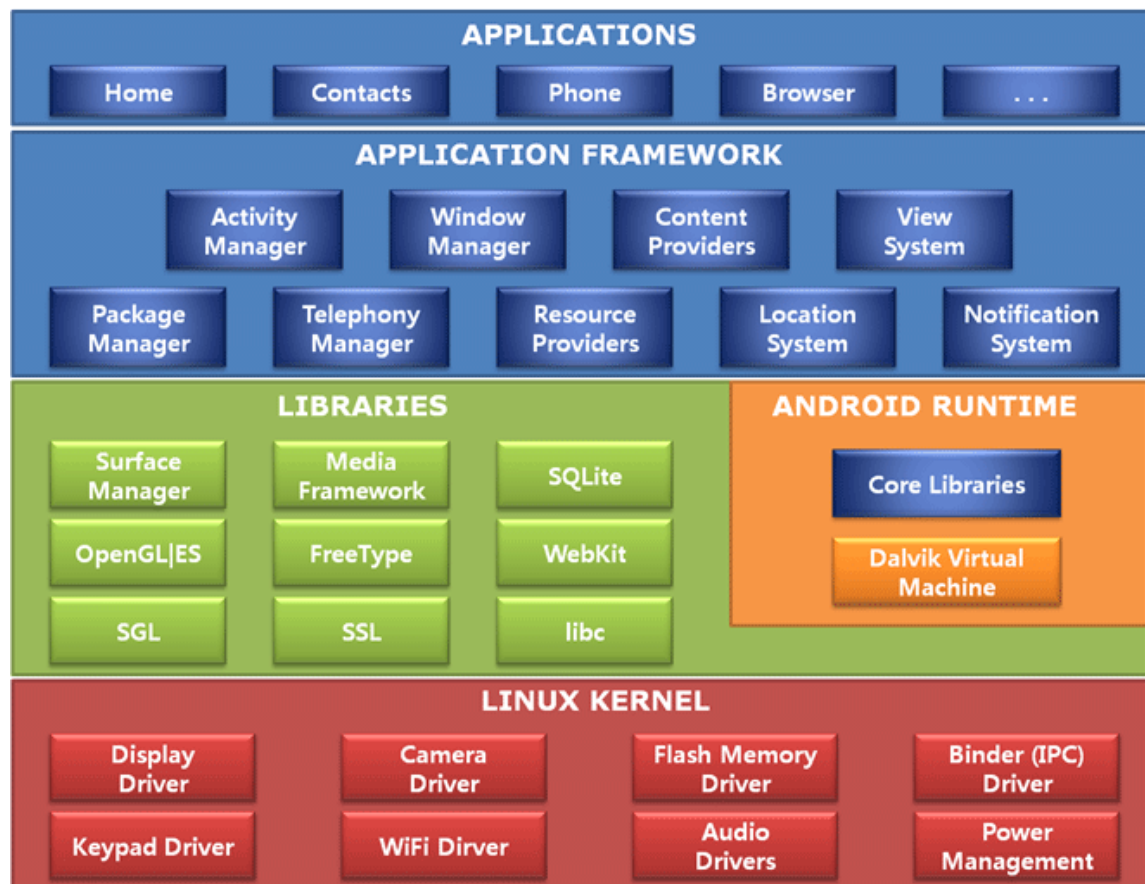 APPLICATIONS
Home
Contacts
Phone
Browser
. . .
APPLICATION FRAMEWORK
Activity
Manager
Window
Manager
Content
Providers
View
System
Package
Manager
Telephony
Manager
Resource
Providers
Location
System
Notification
System
LIBRARIES
Surface
Manager
Media
Framework
SQLite
OpenGL|ES
FreeType
WebKit
SGL
SSL
libc
ANDROID RUNTIME
Core Libraries
Dalvik Virtual
Machine
LINUX KERNEL
Display
Driver
Camera
Driver
Flash Memory
Driver
Binder (IPC)
Driver
Keypad Driver
WiFi Dirver
Audio
Drivers
Power
Management